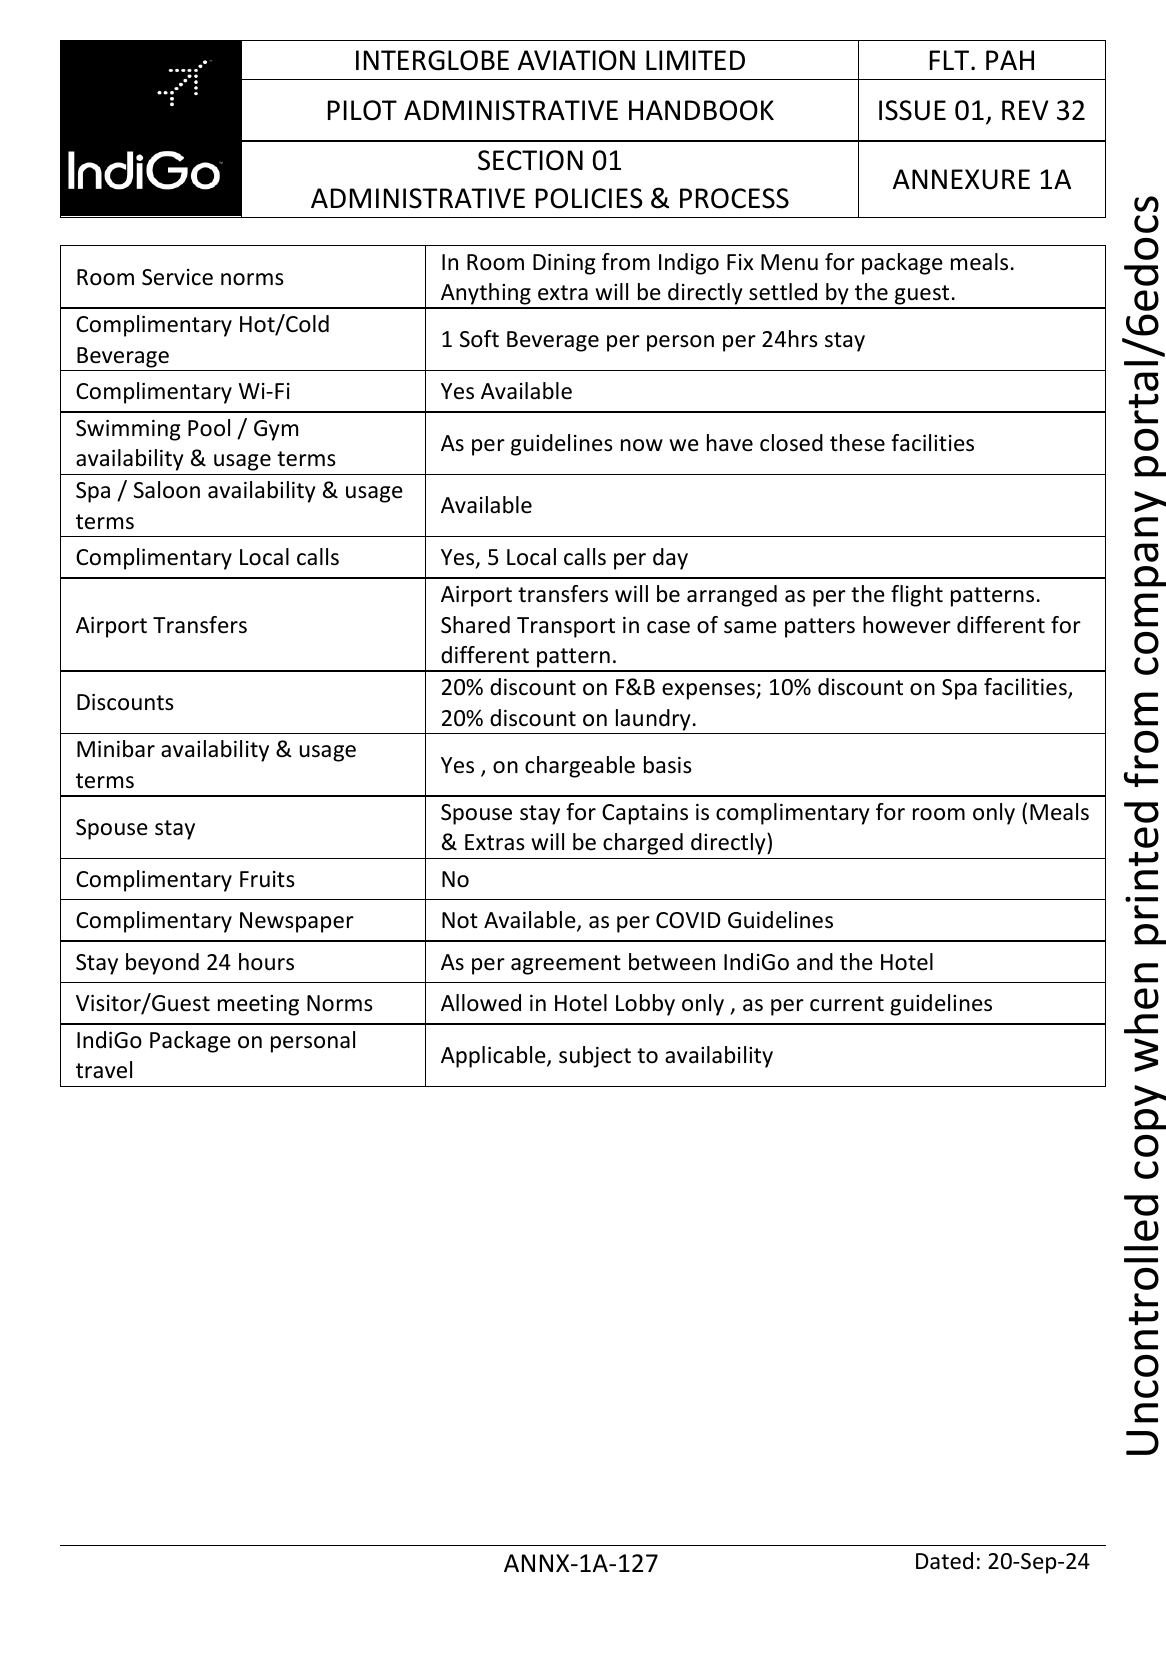 IndiGo
INTERGLOBE AVIATION LIMITED
FLT. PAH
PILOT ADMINISTRATIVE HANDBOOK
ISSUE 01, REV 32
SECTION 01
ADMINISTRATIVE POLICIES & PROCESS
ANNEXURE 1A
Room Service norms
In Room Dining from Indigo Fix Menu for package meals.
Anything extra will be directly settled by the guest.
Complimentary Hot/Cold
Beverage
1 Soft Beverage per person per 24hrs stay
Complimentary Wi-Fi
Yes Available
Swimming Pool / Gym
availability & usage terms
As per guidelines now we have closed these facilities
Spa / Saloon availability & usage
terms
Available
Complimentary Local calls
Yes, 5 Local calls per day
Airport Transfers
Airport transfers will be arranged as per the flight patterns.
Shared Transport in case of same patters however different for
different pattern.
Discounts
20% discount on F&B expenses; 10% discount on Spa facilities,
20% discount on laundry.
Minibar availability & usage
terms
Yes , on chargeable basis
Spouse stay
Spouse stay for Captains is complimentary for room only (Meals
& Extras will be charged directly)
Complimentary Fruits
No
Complimentary Newspaper
Not Available, as per COVID Guidelines
Stay beyond 24 hours
As per agreement between IndiGo and the Hotel
Visitor/Guest meeting Norms
Allowed in Hotel Lobby only , as per current guidelines
IndiGo Package on personal
travel
Applicable, subject to availability
Uncontrolled copy when printed from company portal/6edocs
ANNX-1A-127
Dated: 20-Sep-24